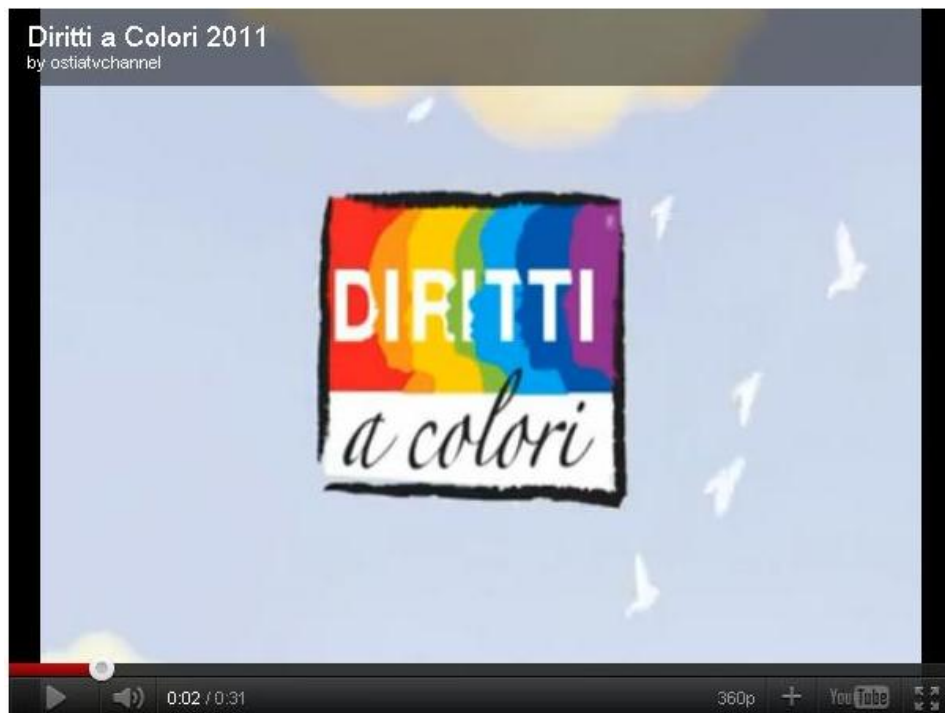 Diritti a Colori 2011
by ostiatvchannel
DIRITTI
a colori
0:02 / 0:31
360p
YouTube